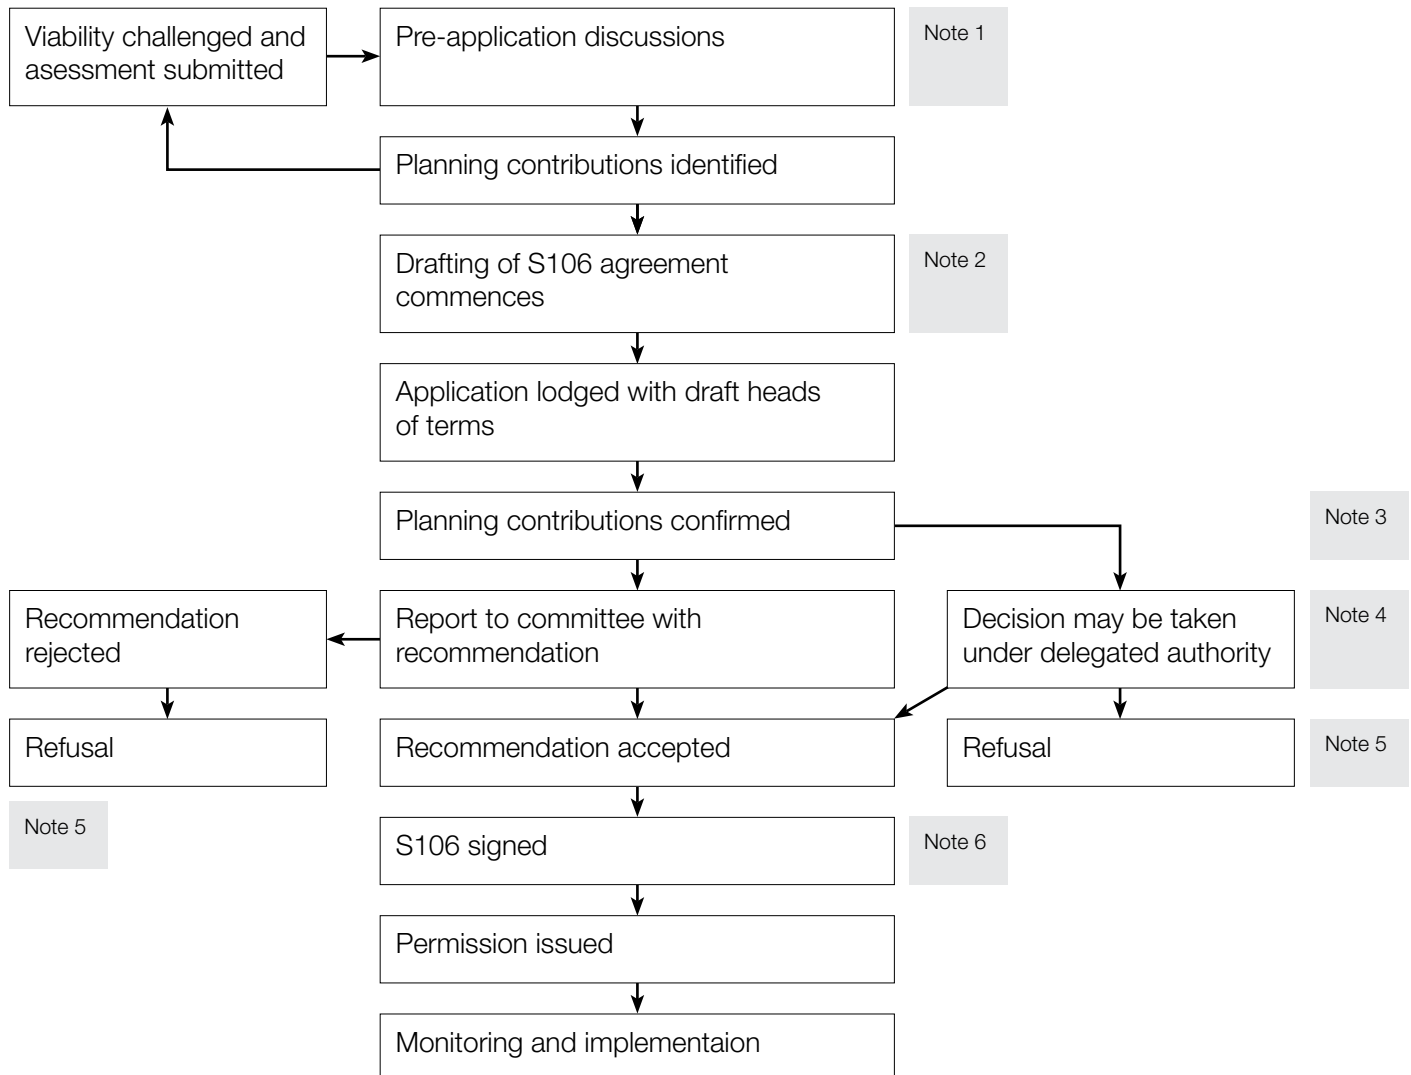 Viability challenged and
asessment submitted
Pre-application discussions
Note 1
Planning contributions identified
Drafting of S106 agreement
commences
Note 2
Application lodged with draft heads
of terms
Planning contributions confirmed
Note 3
Recommendation
rejected
Report to committee with
recommendation
Decision may be taken
under delegated authority
Note 4
Refusal
Recommendation accepted
Refusal
Note 5
Note 5
S106 signed
Note 6
Permission issued
Monitoring and implementaion